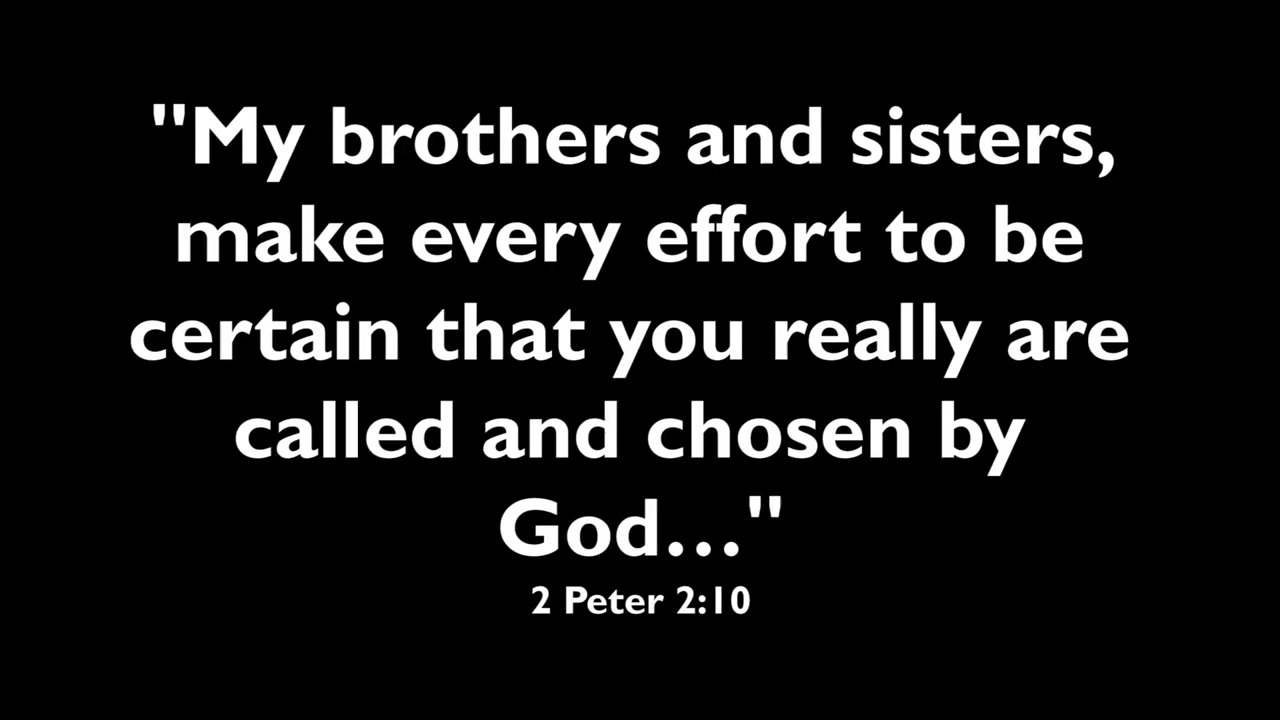 "My brothers and sisters,
make every effort to be
certain that you really are
called and chosen by
God..."
2 Peter 2:10